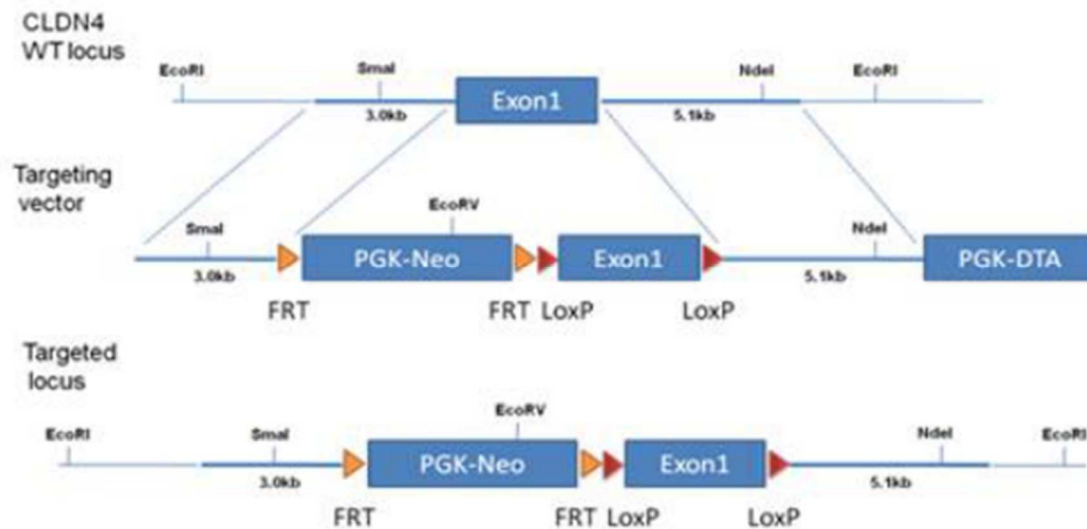 CLDN4
WT locus
EcoRI
SmaI
Exon1
NdeI
EcoRI
3.0kb
5.1kb
Targeting
vector
SmaI
EcoRV
NdeI
PGK-Neo
Exon1
PGK-DTA
3.0kb
5.1kb
FRT
FRT
LoxP
LoxP
Targeted
locus
EcoRI
SmaI
EcoRV
NdeI
EcoRI
PGK-Neo
Exon1
3.0kb
5.1kb
FRT
FRT
LoxP
LoxP